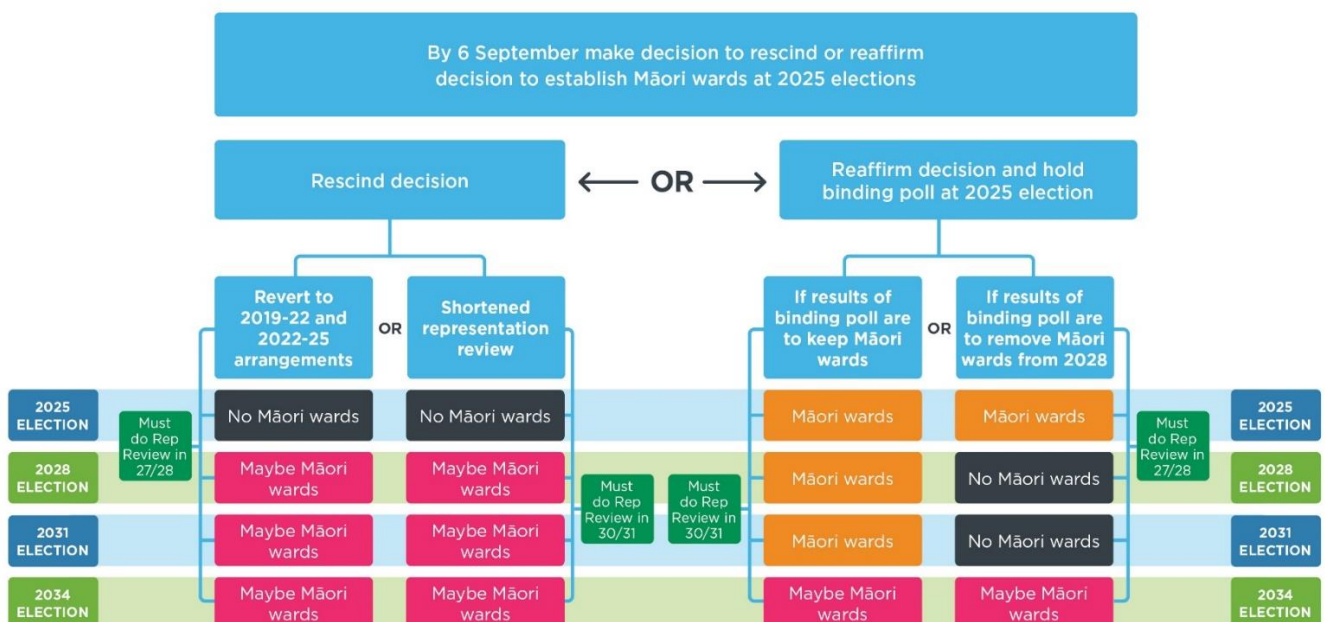 By 6 September make decision to rescind or reaffirm
decision to establish Māori wards at 2025 elections
Rescind decision
OR
Reaffirm decision and hold
binding poll at 2025 election
Revert to
2019-22 and
2022-25
arrangements
OR
Shortened
representation
review
If results of
binding poll are
to keep Māori
wards
OR
If results of
binding poll are
to remove Māori
wards from 2028
2025
ELECTION
Must
do Rep
Review in
27/28
No Māori wards
No Māori wards
Māori wards
Māori wards
Must
do Rep
Review in
27/28
2025
ELECTION
2028
ELECTION
Maybe Māori
wards
Maybe Māori
wards
Must
do Rep
Review in
30/31
Must
do Rep
Review in
30/31
Māori wards
No Māori wards
2028
ELECTION
2031
ELECTION
Maybe Māori
wards
Maybe Māori
wards
Māori wards
No Māori wards
2031
ELECTION
2034
ELECTION
Maybe Māori
wards
Maybe Māori
wards
Maybe Māori
wards
Maybe Māori
wards
2034
ELECTION